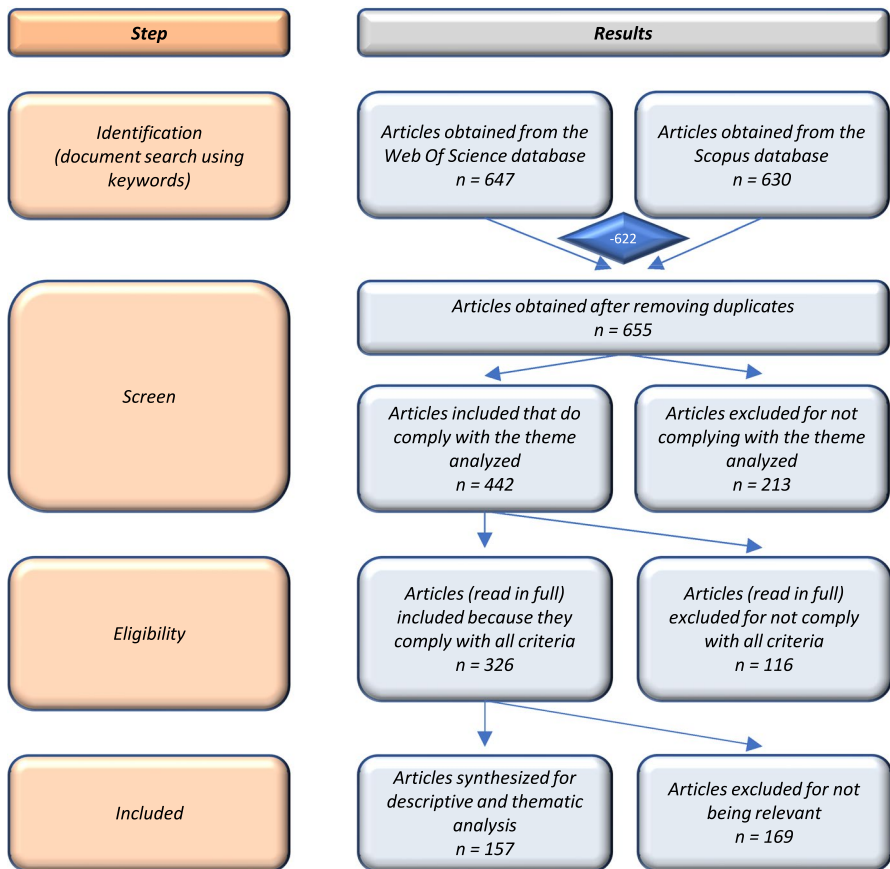 Step
Results
Identification
(document search using
keywords)
Articles obtained from the
Web Of Science database
n = 647
Articles obtained from the
Scopus database
n = 630
-622
Articles obtained after removing duplicates
n = 655
Screen
Articles included that do
comply with the theme
analyzed
n = 442
Articles excluded for not
complying with the theme
analyzed
n = 213
Eligibility
Articles (read in full)
included because they
comply with all criteria
n = 326
Articles (read in full)
excluded for not comply
with all criteria
n = 116
Included
Articles synthesized for
descriptive and thematic
analysis
n = 157
Articles excluded for not
being relevant
n = 169